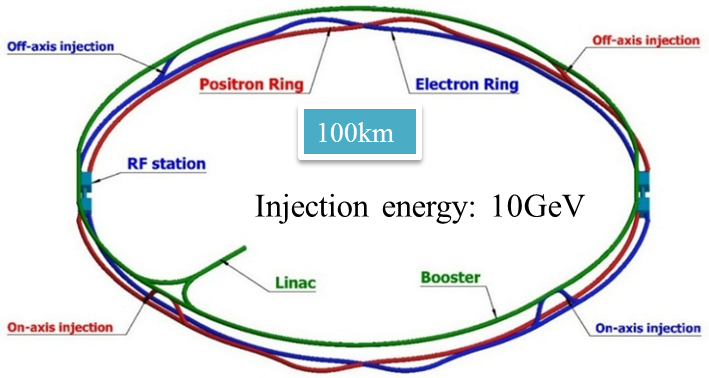 Off-axis injection
Off-axis injection
Positron Ring
Electron Ring
100km
RF station
Injection energy: 10GeV
Linac
Booster
On-axis injection
On-axis injection